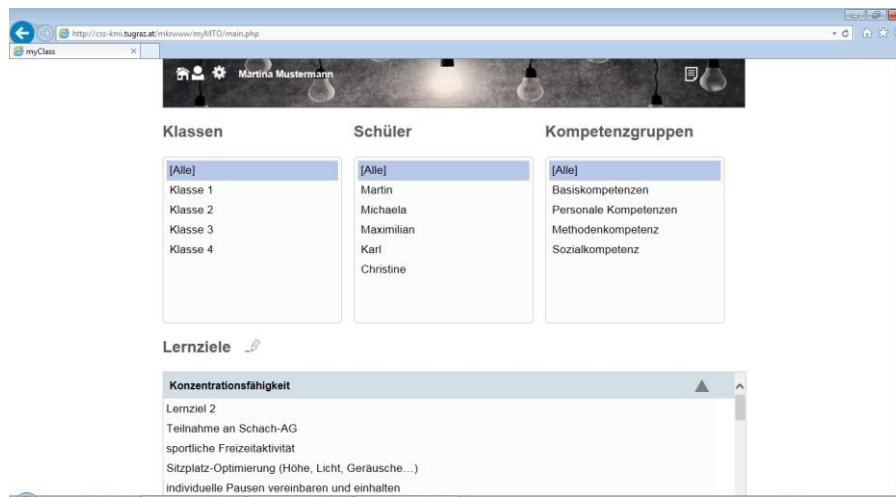 http://css-kmi.tugraz.at/mkrwww/myMTO/main.php
myClass
Martina Mustermann
Klassen
Schüler
Kompetenzgruppen
[Alle]
Klasse 1
Klasse 2
Klasse 3
Klasse 4
[Alle]
Martin
Michaela
Maximilian
Karl
Christine
[Alle]
Basiskompetenzen
Personale Kompetenzen
Methodenkompetenz
Sozialkompetenz
Lernziele
Konzentrationsfähigkeit
Lernziel 2
Teilnahme an Schach-AG
sportliche Freizeitaktivität
Sitzplatz-Optimierung (Höhe, Licht, Geräusche…)
individuelle Pausen vereinbaren und einhalten